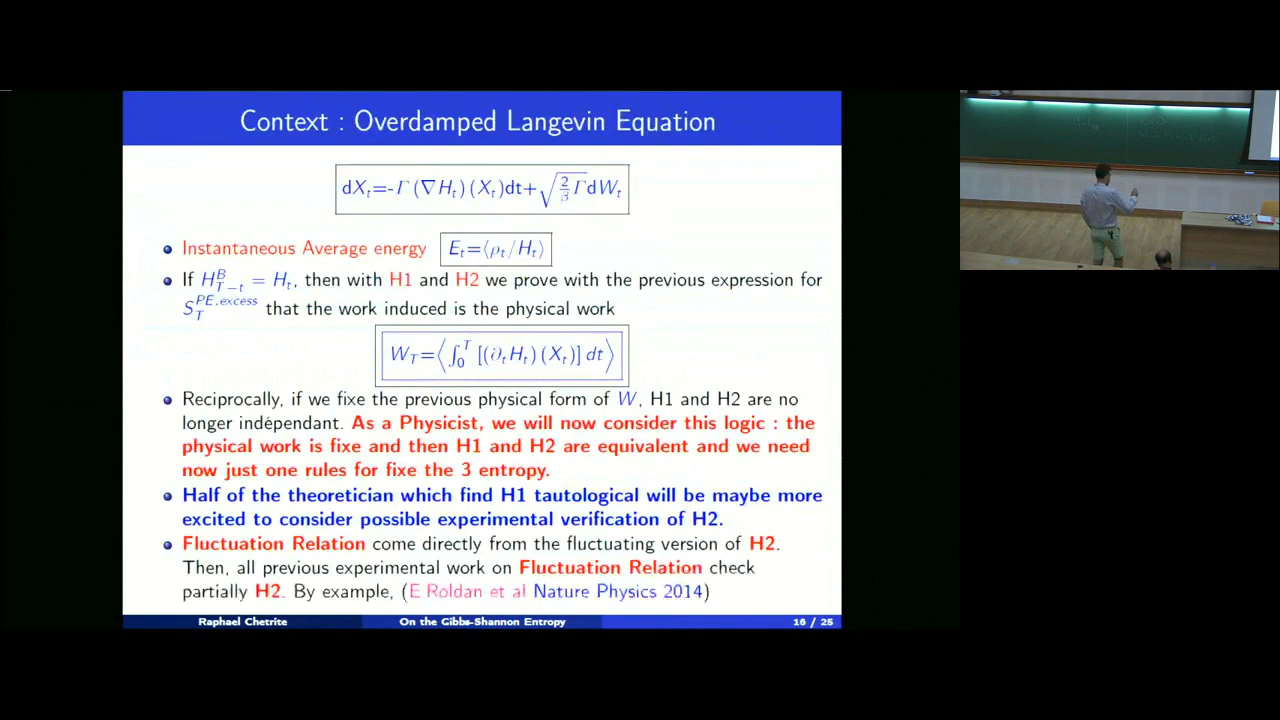 Context : Overdamped Langevin Equation
dX_t=-Γ (∇H_t) (X_t)dt+√(2/β Γ)dW_t
Instantaneous Average energy E_t=⟨ρ_t/H_t⟩
If H^B_{T−t} = H_t, then with H1 and H2 we prove with the previous expression for
S_T^{PE,excess} that the work induced is the physical work
W_T=⟨∫_0^T [(∂_tH_t) (X_t)] dt⟩
Reciprocally, if we fixe the previous physical form of W, H1 and H2 are no
longer indépendant. As a Physicist, we will now consider this logic : the
physical work is fixe and then H1 and H2 are equivalent and we need
now just one rules for fixe the 3 entropy.
Half of the theoretician which find H1 tautological will be maybe more
excited to consider possible experimental verification of H2.
Fluctuation Relation come directly from the fluctuating version of H2.
Then, all previous experimental work on Fluctuation Relation check
partially H2. By example, (E Roldan et al Nature Physics 2014)
Raphael Chetrite On the Gibbs-Shannon Entropy 16 / 25